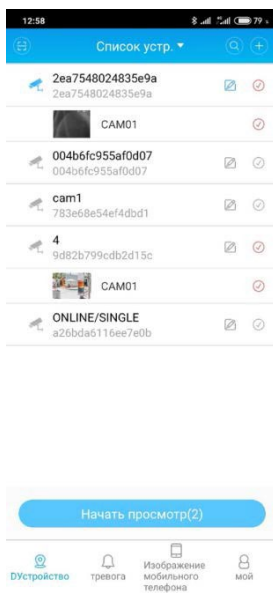 12:58
79
Список устр.
2ea7548024835e9a
2ea7548024835e9a
CAM01
004b6fc955af0d07
004b6fc955af0d07
cam1
783e68e54ef4dbd1
4
9d82b799cdb2d15c
CAM01
ONLINE/SINGLE
a26bda6116ee7e0b
Начать просмотр(2)
DУстройство
тревога
Изображение
мобильного
телефона
мой